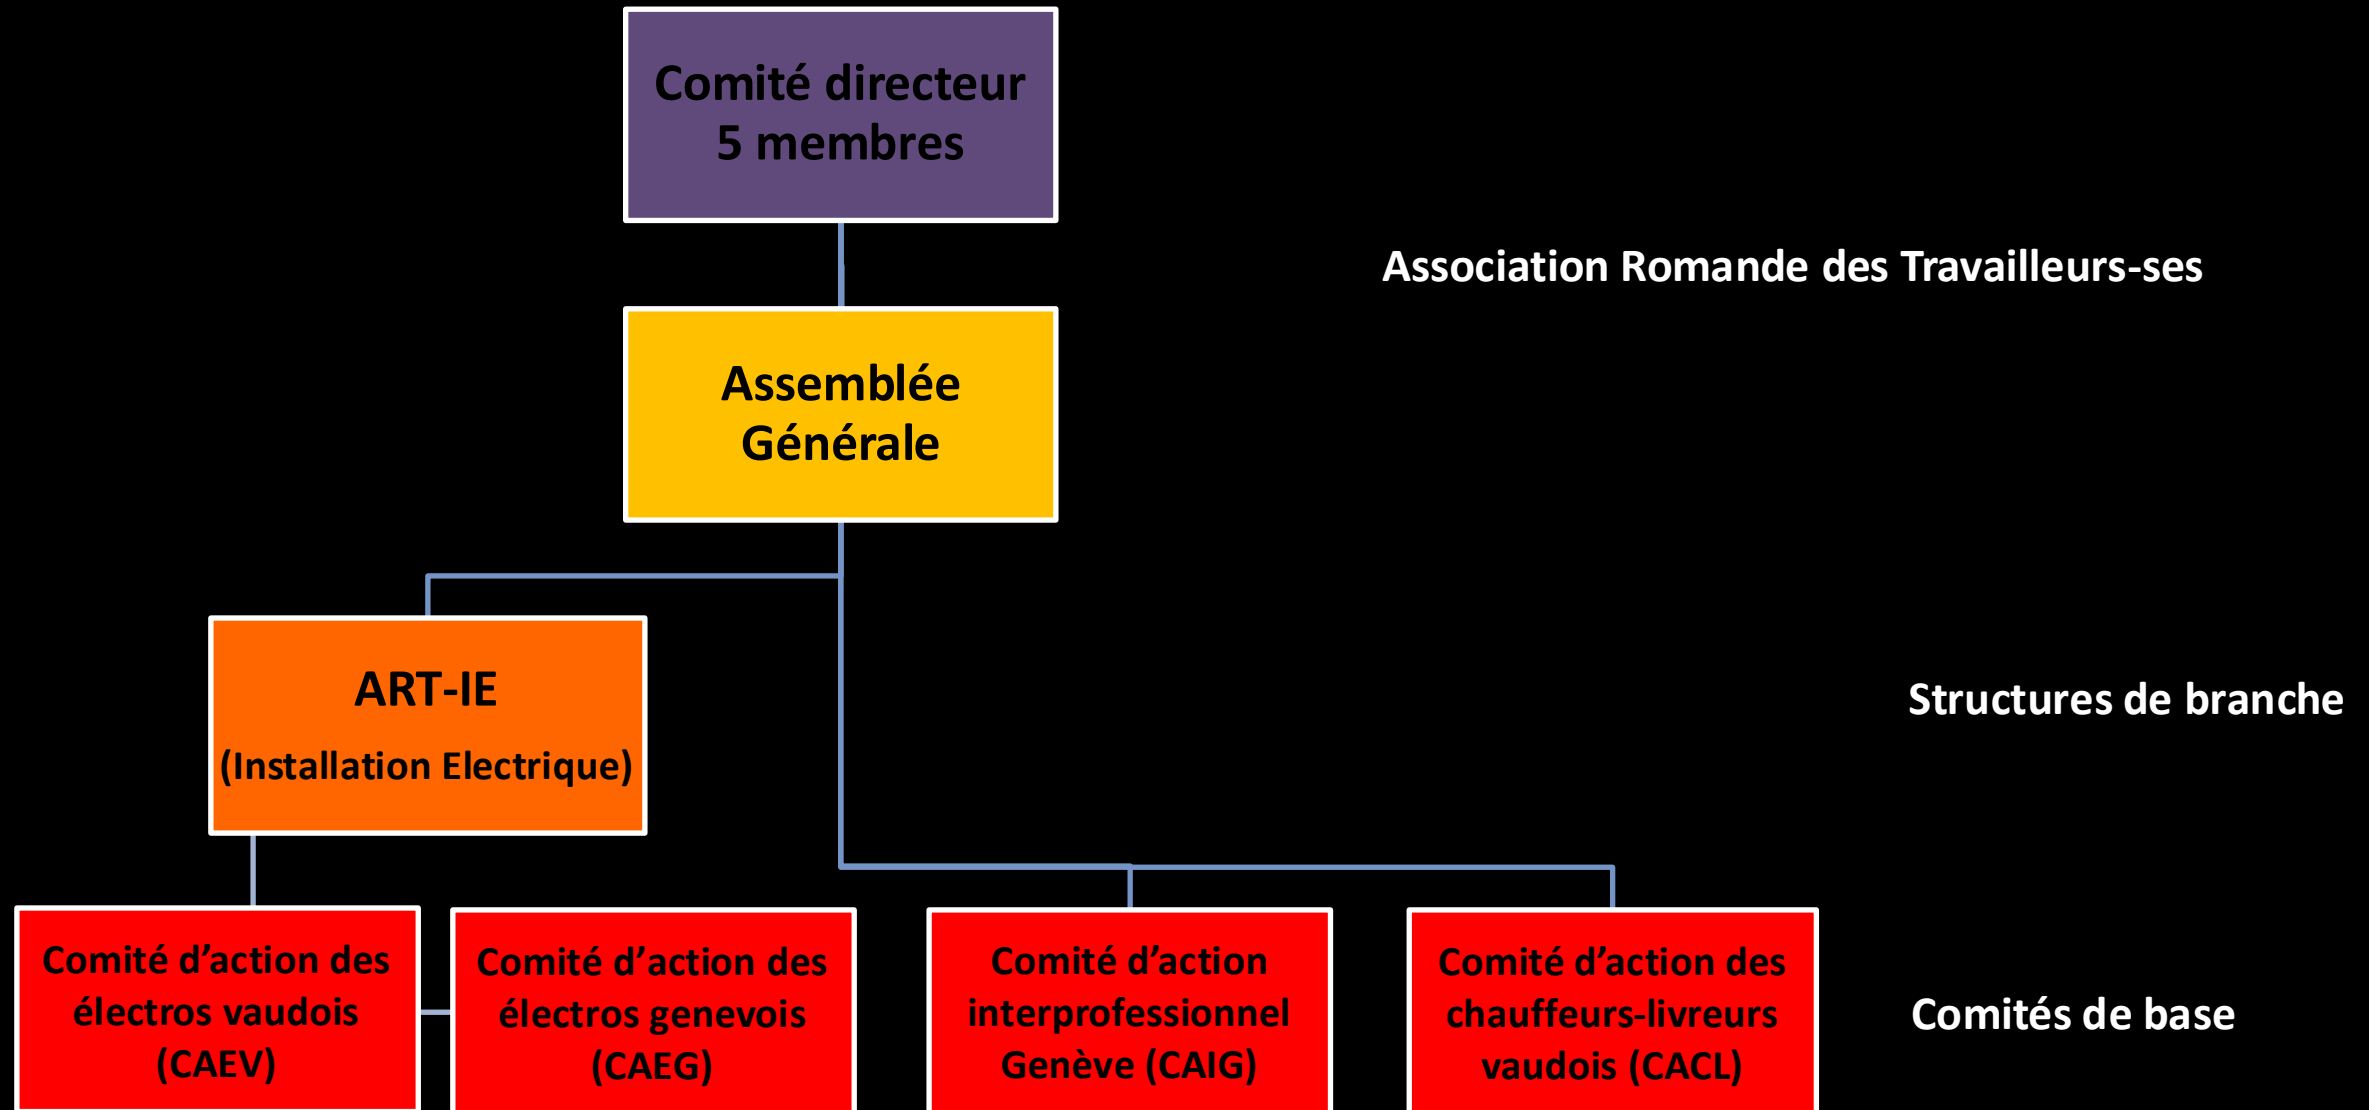 Comité directeur
5 membres
Association Romande des Travailleurs-ses
Assemblée
Générale
ART-IE
(Installation Electrique)
Structures de branche
Comité d’action des
électros vaudois
(CAEV)
Comité d’action des
électros genevois
(CAEG)
Comité d’action
interprofessionnel
Genève (CAIG)
Comité d’action des
chauffeurs-livreurs
vaudois (CACL)
Comités de base